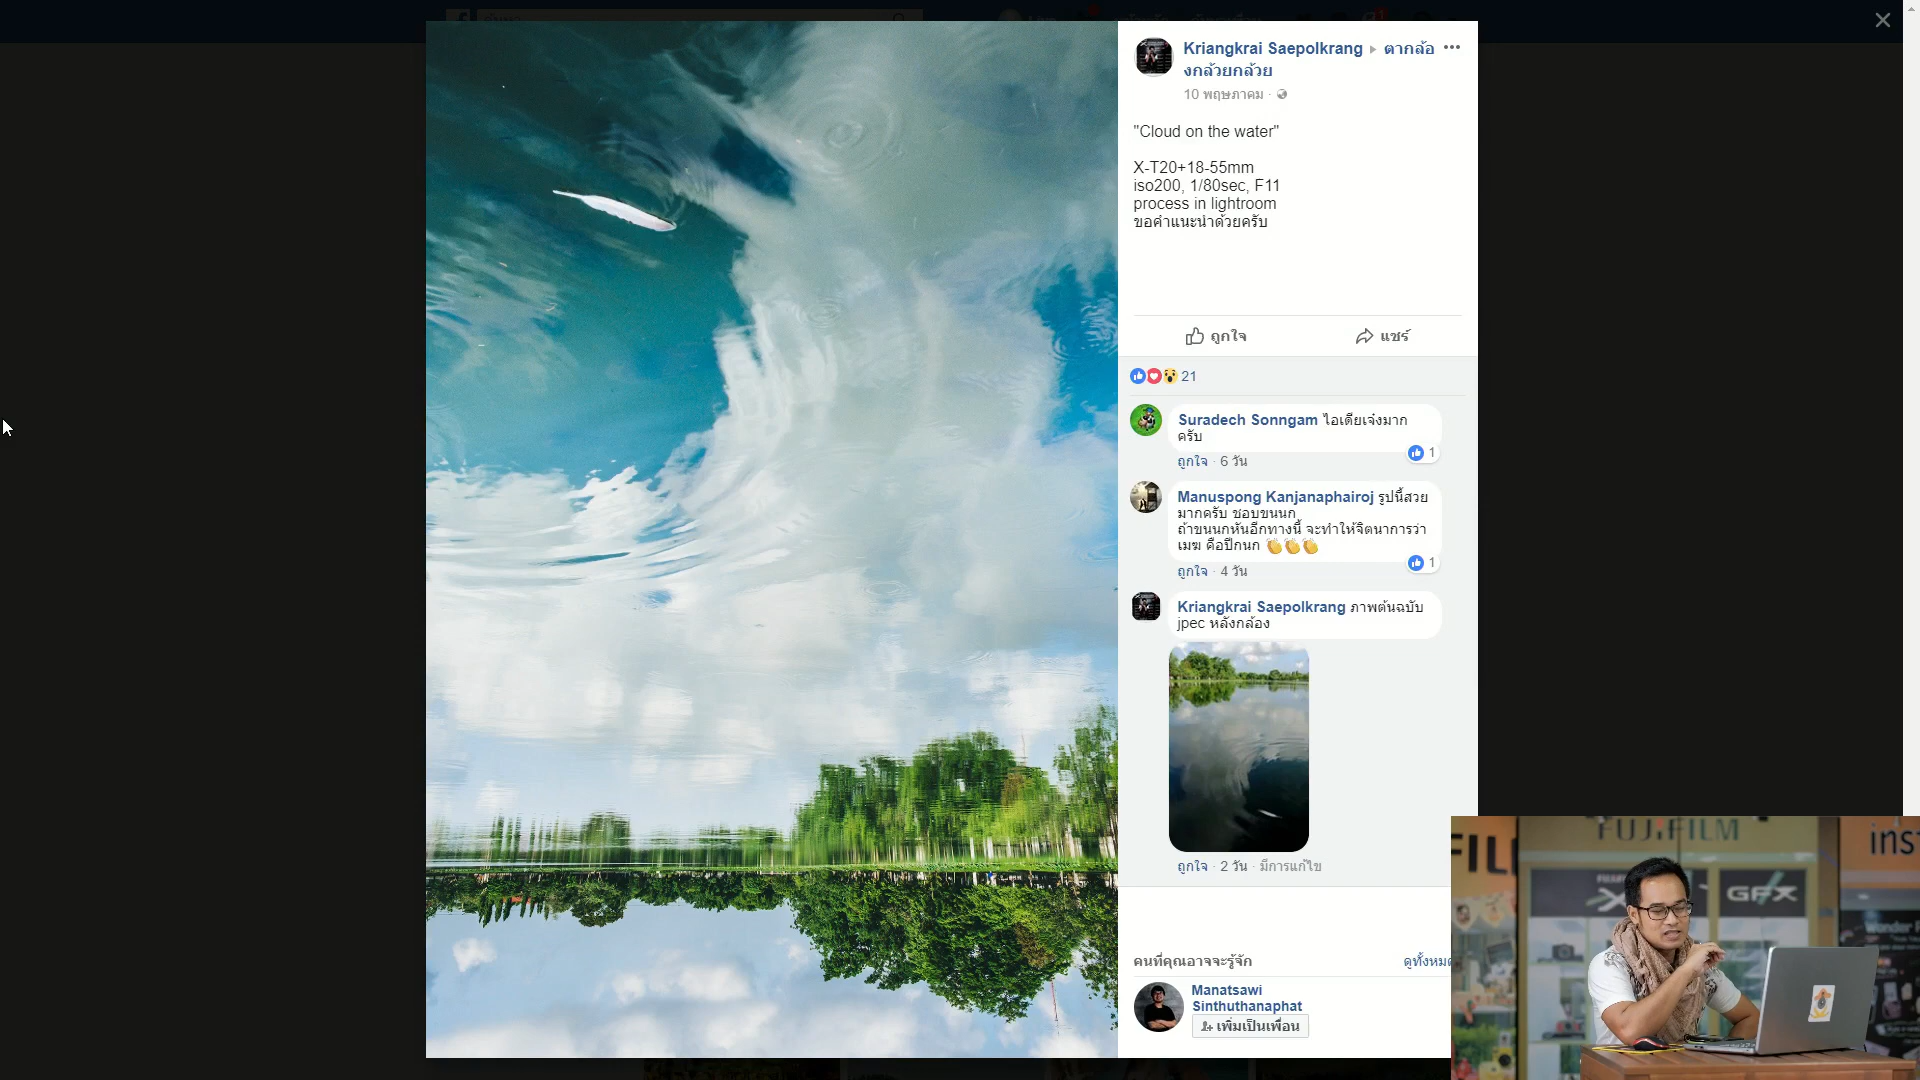 Kriangkrai Saepolkrang ▸ ตากล้อ
งกล้วยกล้วย
10 พฤษภาคม ·
"Cloud on the water"
X-T20+18-55mm
iso200, 1/80sec, F11
process in lightroom
ขอคำแนะนำด้วยครับ
ถูกใจ
แชร์
21
Suradech Sonngam ไอเดียเจ๋งมาก
ครับ
1
ถูกใจ · 6 วัน
Manuspong Kanjanaphairoj รูปนี้สวย
มากครับ ชอบขนนก
ถ้าขนนกหันอีกทางนี้ จะทำให้จิตนาการว่า
เมฆ คือปีกนก 👏👏👏
1
ถูกใจ · 4 วัน
Kriangkrai Saepolkrang ภาพต้นฉบับ
jpec หลังกล้อง
ถูกใจ · 2 วัน · มีการแก้ไข
คนที่คุณอาจจะรู้จัก
ดูทั้งหมด
Manatsawi
Sinthuthanaphat
เพิ่มเป็นเพื่อน
FUJIFILM
ins
X
GFX